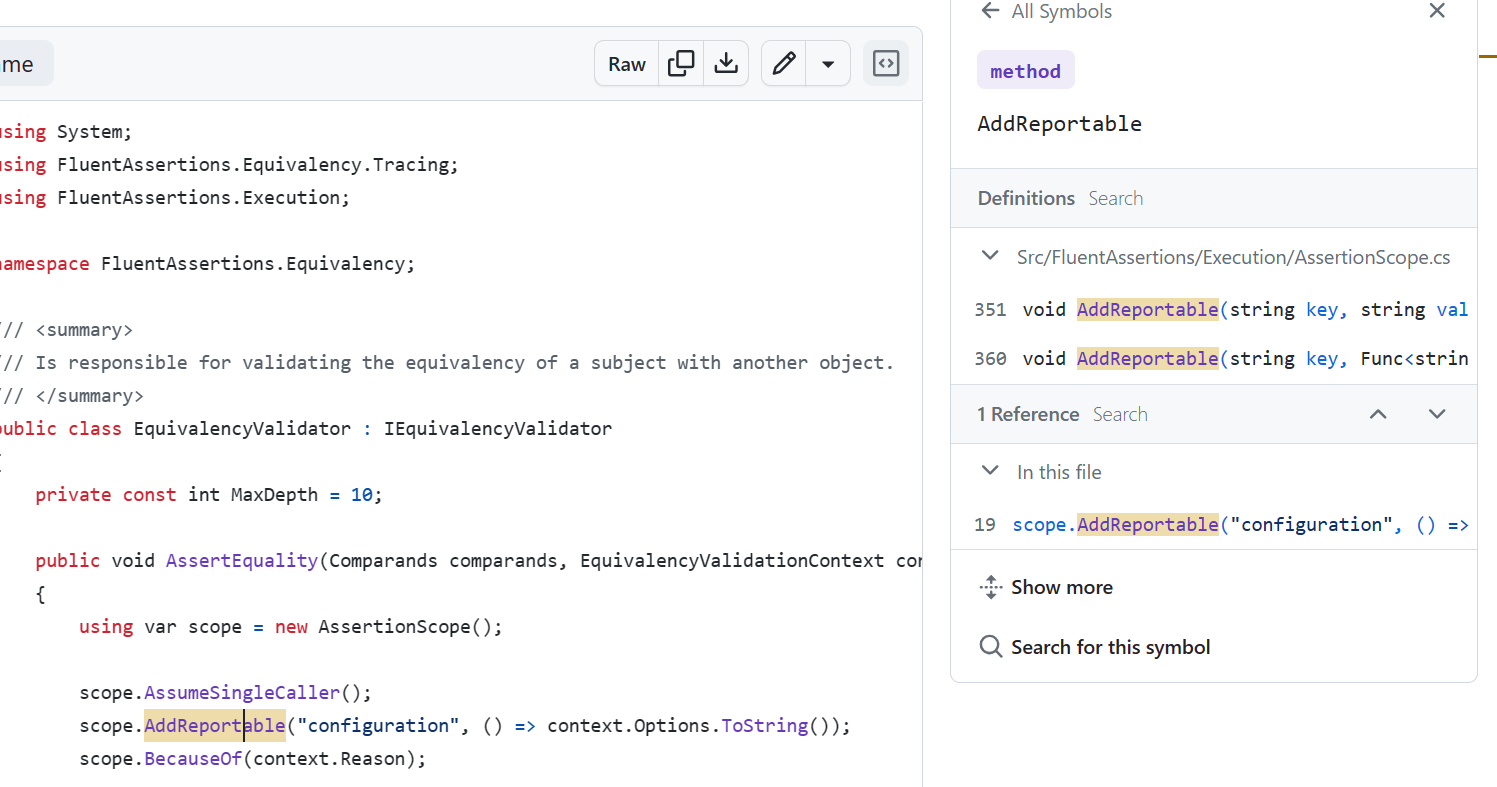 me
Raw
using System;
using FluentAssertions.Equivalency.Tracing;
using FluentAssertions.Execution;
namespace FluentAssertions.Equivalency;
/// <summary>
/// Is responsible for validating the equivalency of a subject with another object.
/// </summary>
public class EquivalencyValidator : IEquivalencyValidator
{
private const int MaxDepth = 10;
public void AssertEquality(Comparands comparands, EquivalencyValidationContext con
{
using var scope = new AssertionScope();
scope.AssumeSingleCaller();
scope.AddReportable("configuration", () => context.Options.ToString());
scope.BecauseOf(context.Reason);
All Symbols
method
AddReportable
Definitions Search
Src/FluentAssertions/Execution/AssertionScope.cs
351 void AddReportable(string key, string val
360 void AddReportable(string key, Func<strin
1 Reference Search
In this file
19 scope.AddReportable("configuration", () =>
Show more
Search for this symbol